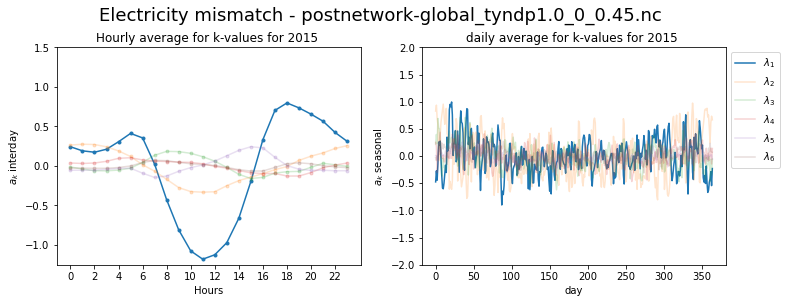 Electricity mismatch - postnetwork-global_tyndp1.0_0_0.45.nc
Hourly average for k-values for 2015
1.5
1.0
0.5
0.0
−0.5
−1.0
a_k interday
0 2 4 6 8 10 12 14 16 18 20 22
Hours
daily average for k-values for 2015
2.0
1.5
1.0
0.5
0.0
−0.5
−1.0
−1.5
−2.0
a_k seasonal
0 50 100 150 200 250 300 350
day
λ₁
λ₂
λ₃
λ₄
λ₅
λ₆